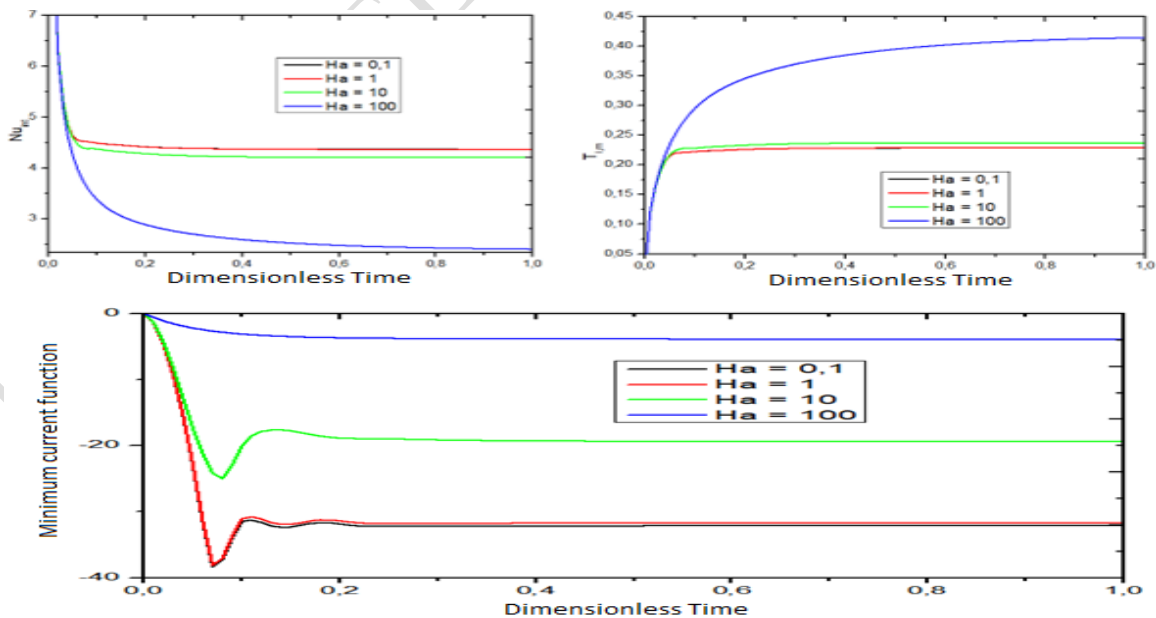 7
6
5
4
3
Nu
Ha = 0,1
Ha = 1
Ha = 10
Ha = 100
0,0 0,2 0,4 0,6 0,8 1,0
Dimensionless Time
0,45
0,40
0,35
0,30
0,25
0,20
0,15
0,10
0,05
Ha = 0,1
Ha = 1
Ha = 10
Ha = 100
0,0 0,2 0,4 0,6 0,8 1,0
Dimensionless Time
Minimum current function
0
-20
-40
Ha = 0,1
Ha = 1
Ha = 10
Ha = 100
0,0 0,2 0,4 0,6 0,8 1,0
Dimensionless Time